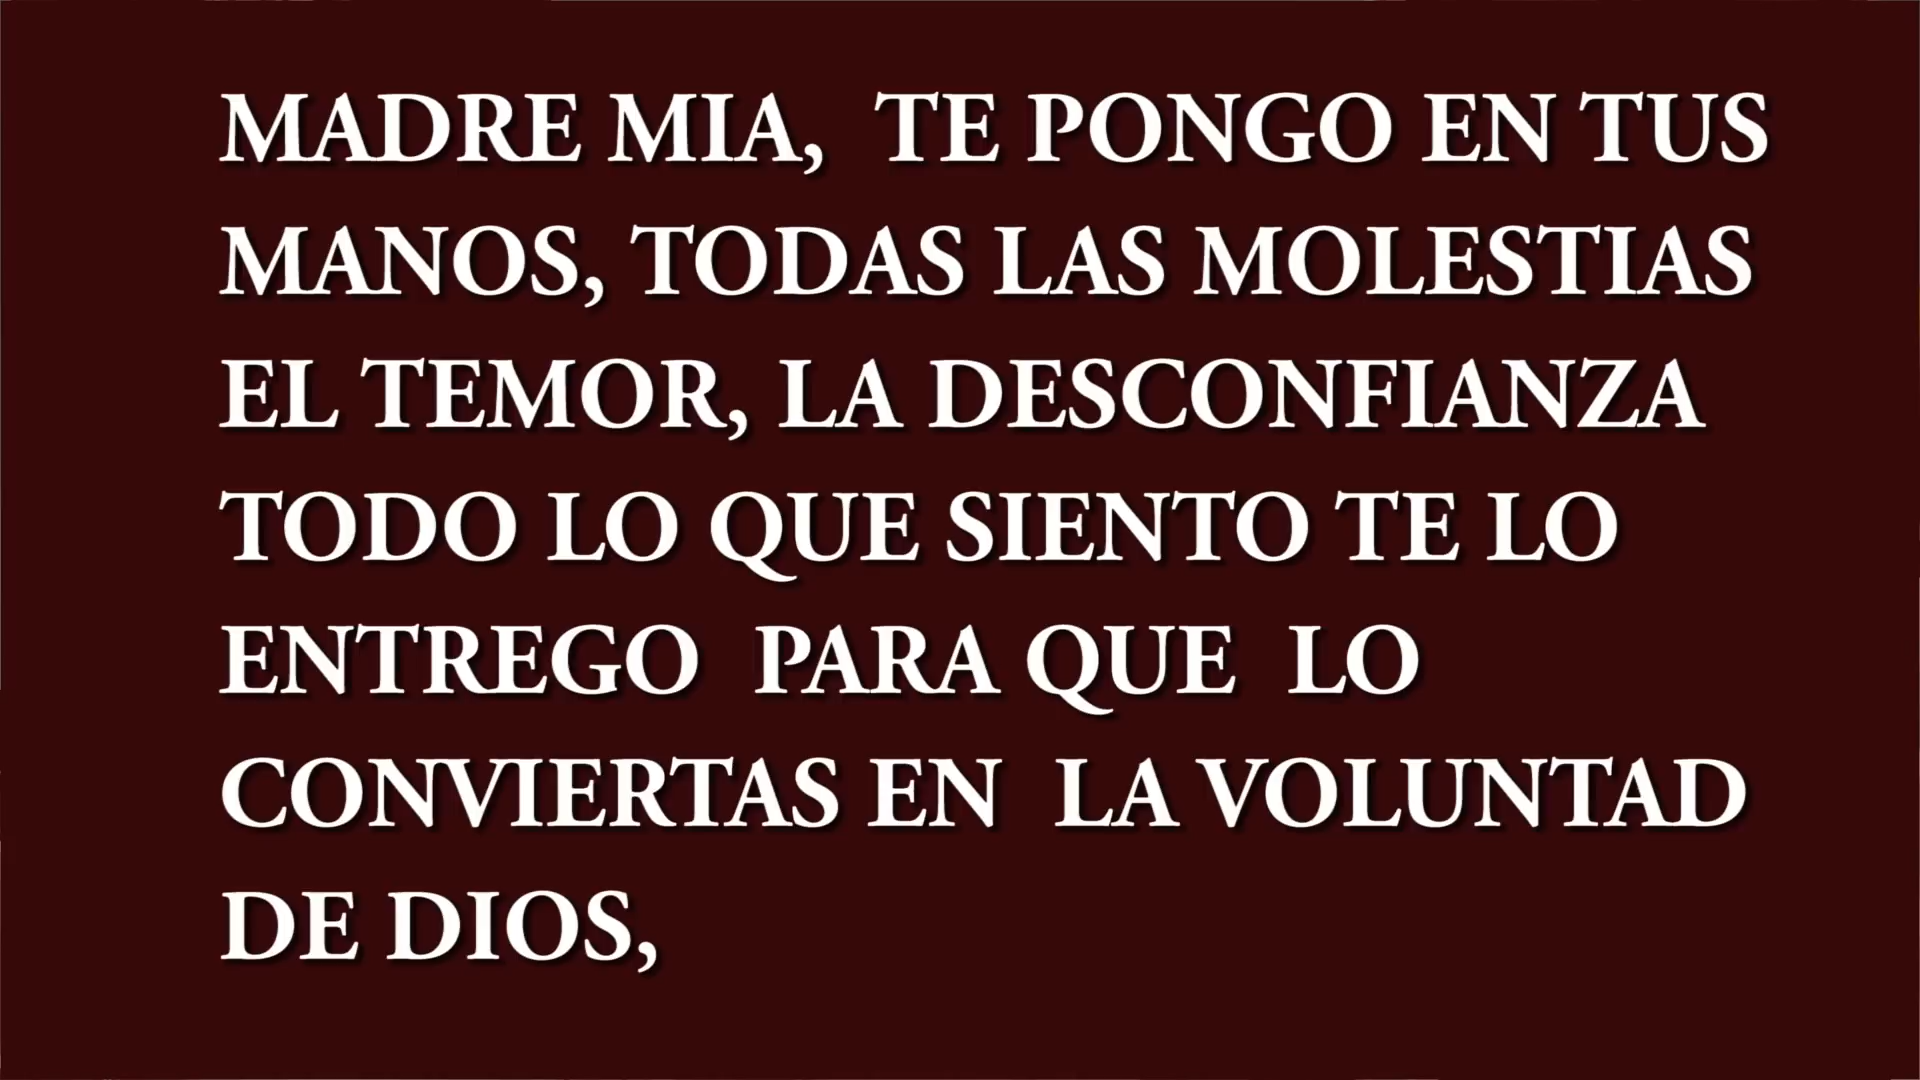 MADRE MIA,  TE PONGO EN TUS
MANOS, TODAS LAS MOLESTIAS
EL TEMOR, LA DESCONFIANZA
TODO LO QUE SIENTO TE LO
ENTREGO  PARA QUE  LO
CONVIERTAS EN  LA VOLUNTAD
DE DIOS,